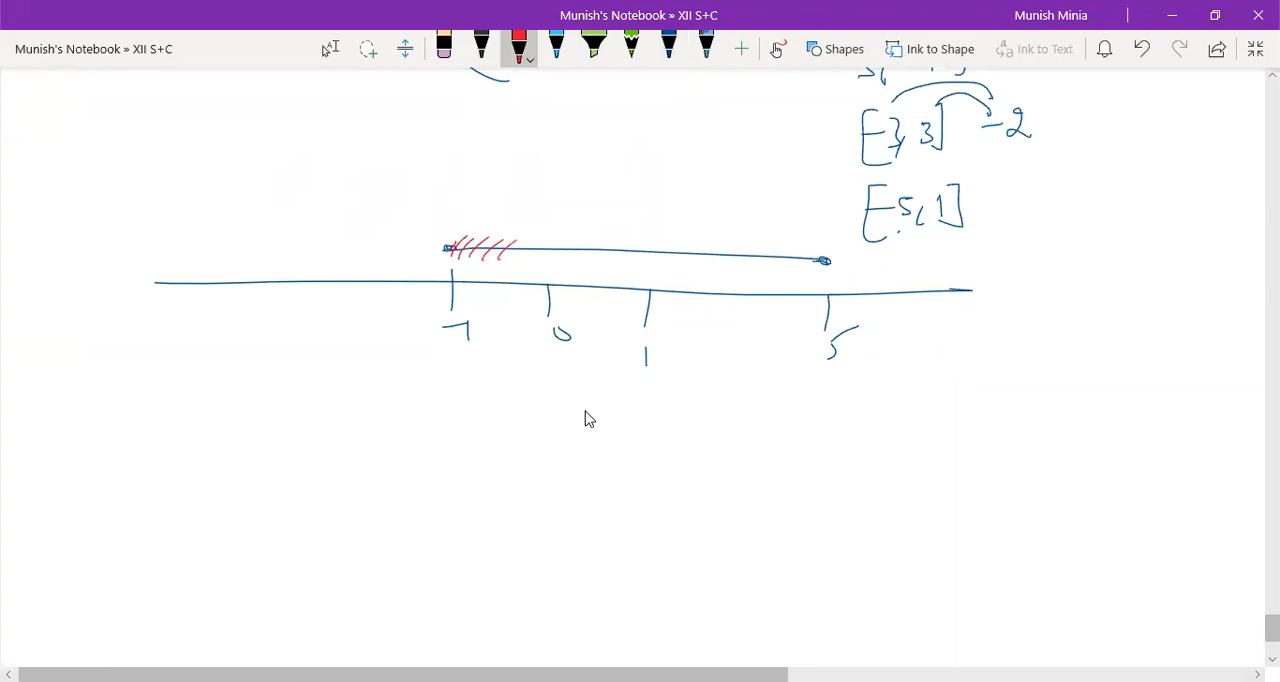 Munish's Notebook » XII S+C
Munish Minia
Munish's Notebook » XII S+C
Shapes
Ink to Shape
Ink to Text
[-3, 3] -2
[-5, 1]
-1 0 1 5